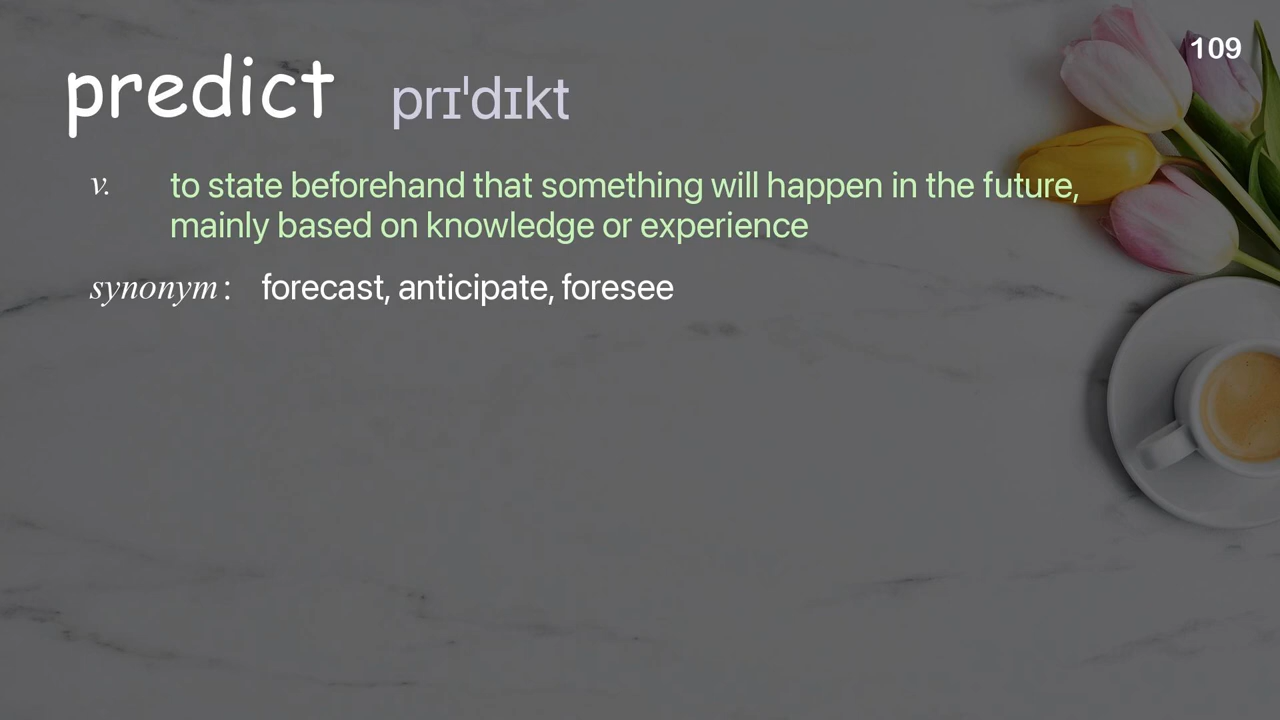 109
predict prɪˈdɪkt
v. to state beforehand that something will happen in the future,
mainly based on knowledge or experience
synonym: forecast, anticipate, foresee